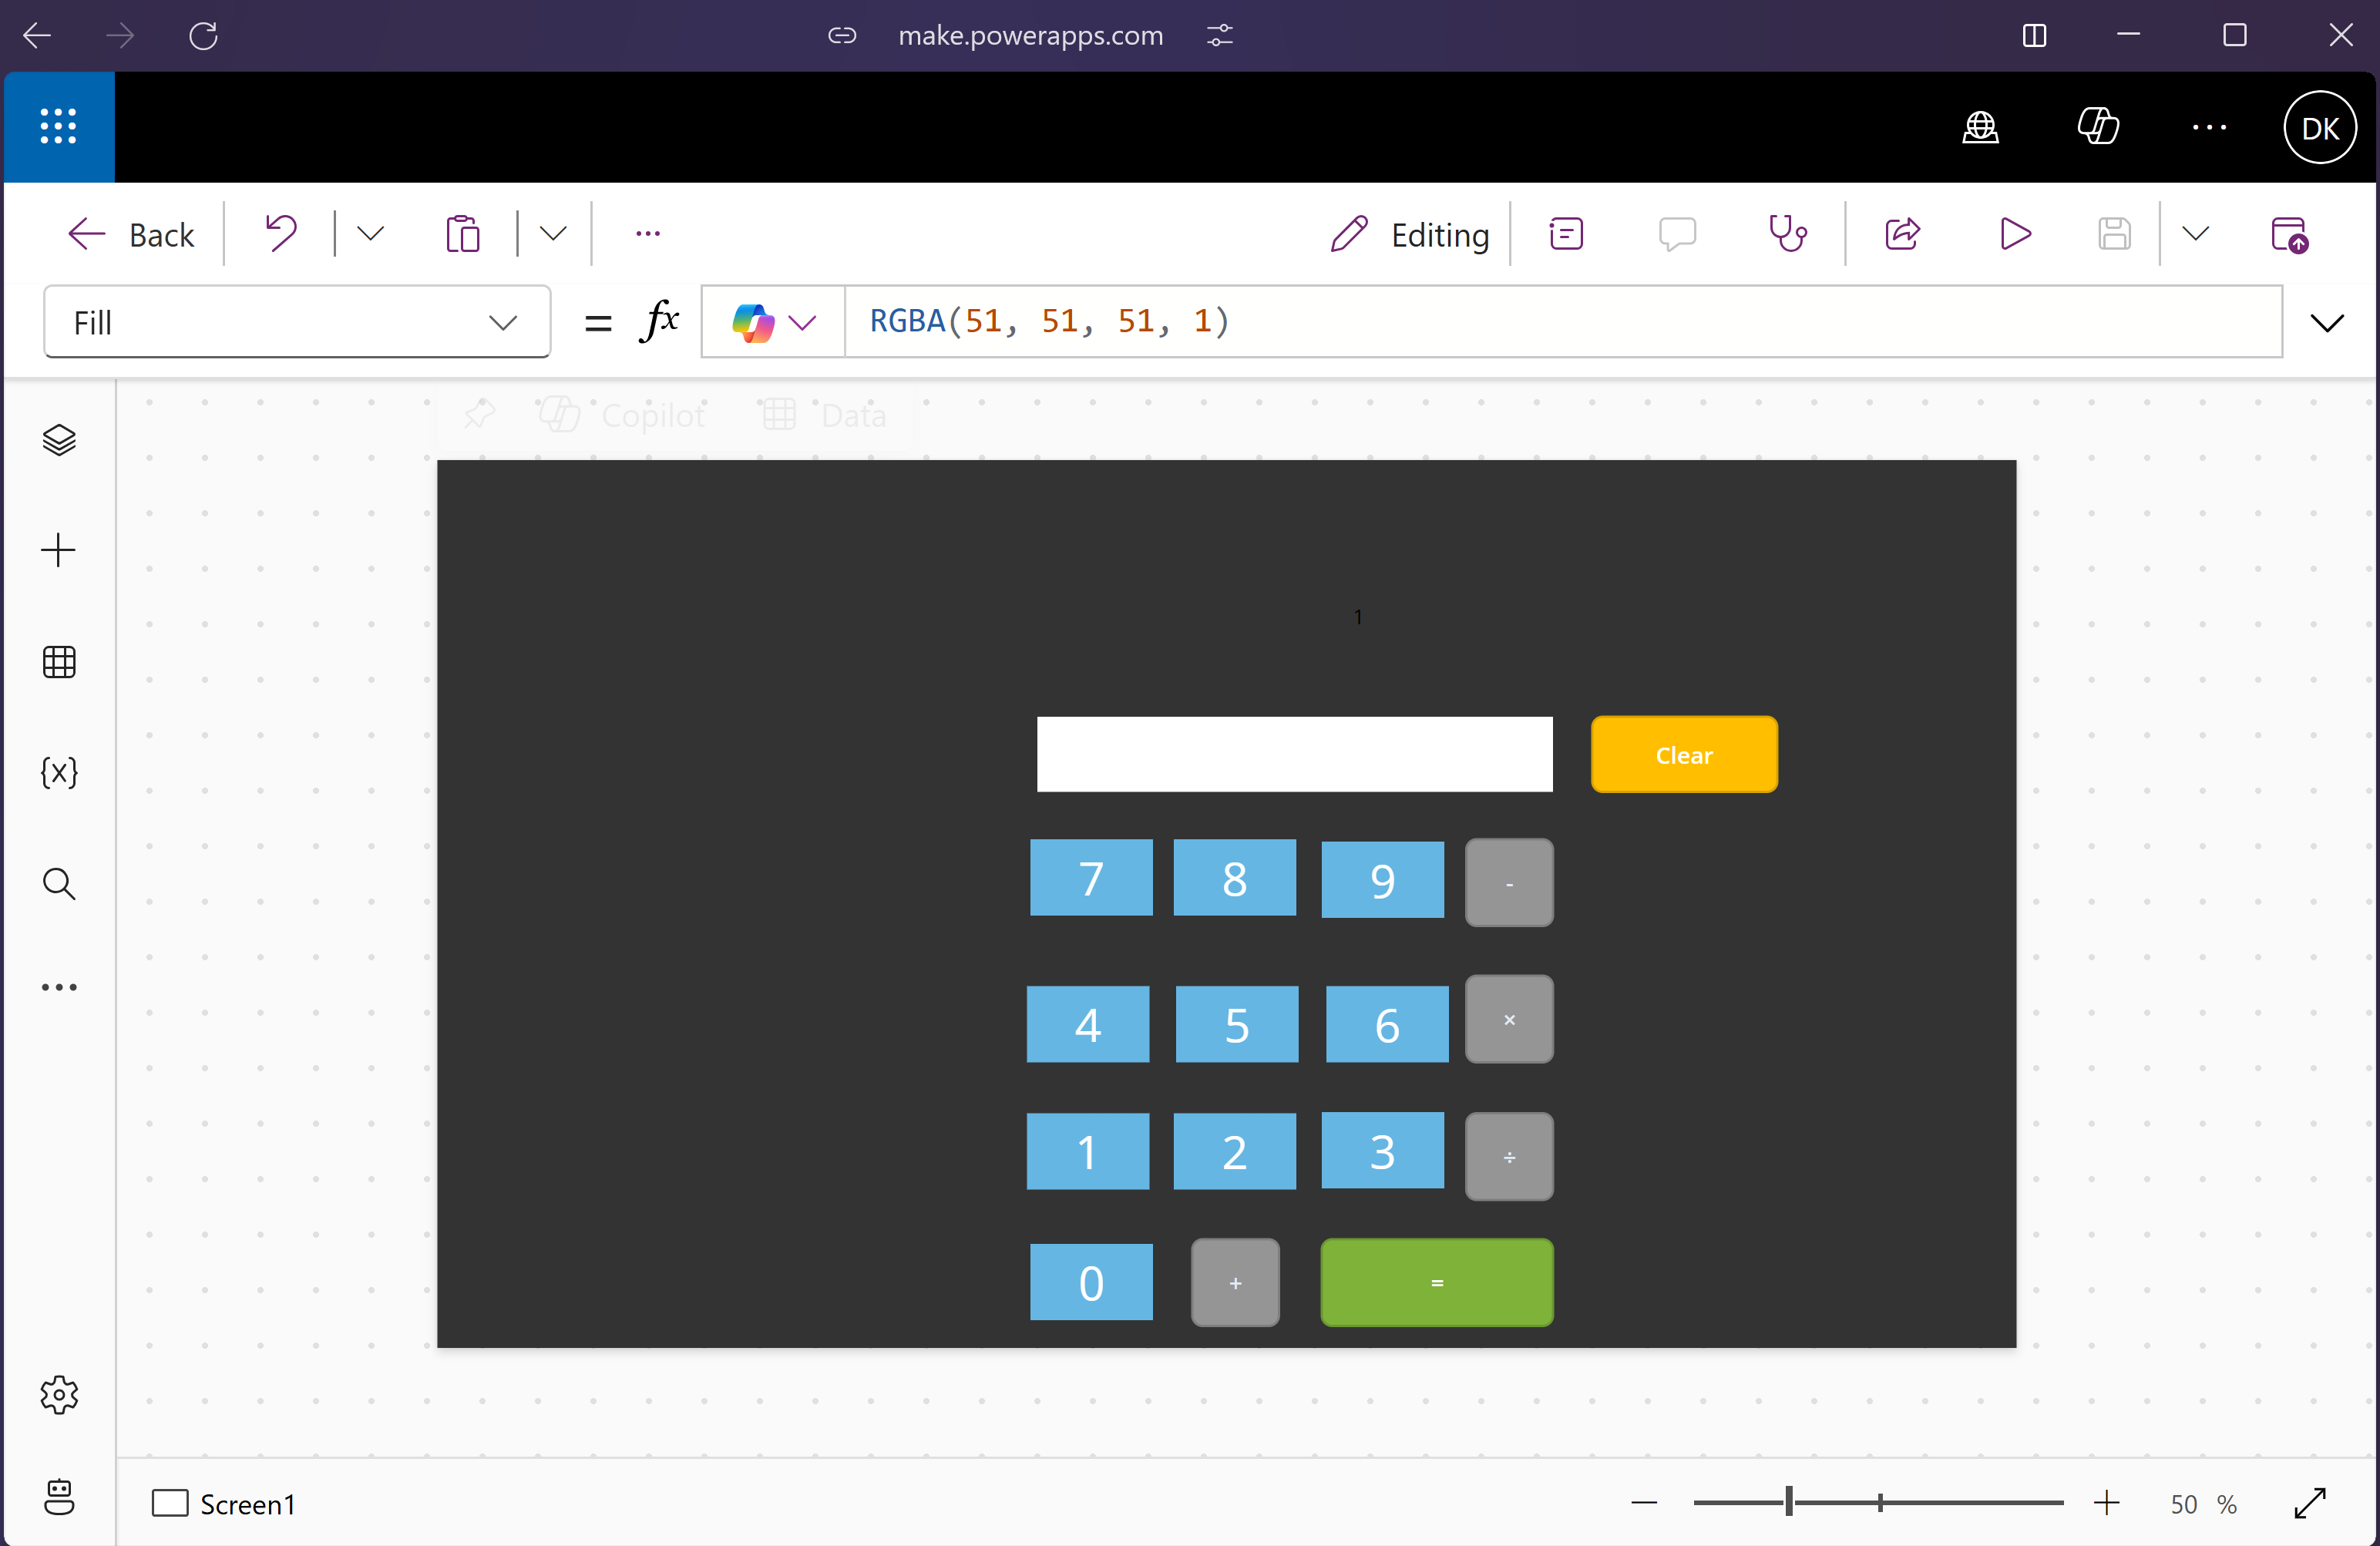 make.powerapps.com
DK
Back
Editing
Fill
= fx
RGBA(51, 51, 51, 1)
Copilot
Data
{x}
1
Clear
7 8 9 -
4 5 6 ×
1 2 3 ÷
0 + =
Screen1
50 %